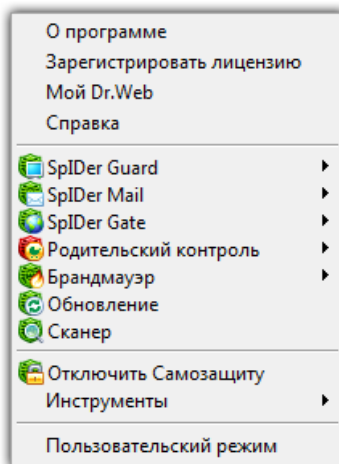 О программе
Зарегистрировать лицензию
Мой Dr.Web
Справка
SpIDer Guard
SpIDer Mail
SpIDer Gate
Родительский контроль
Брандмауэр
Обновление
Сканер
Отключить Самозащиту
Инструменты
Пользовательский режим